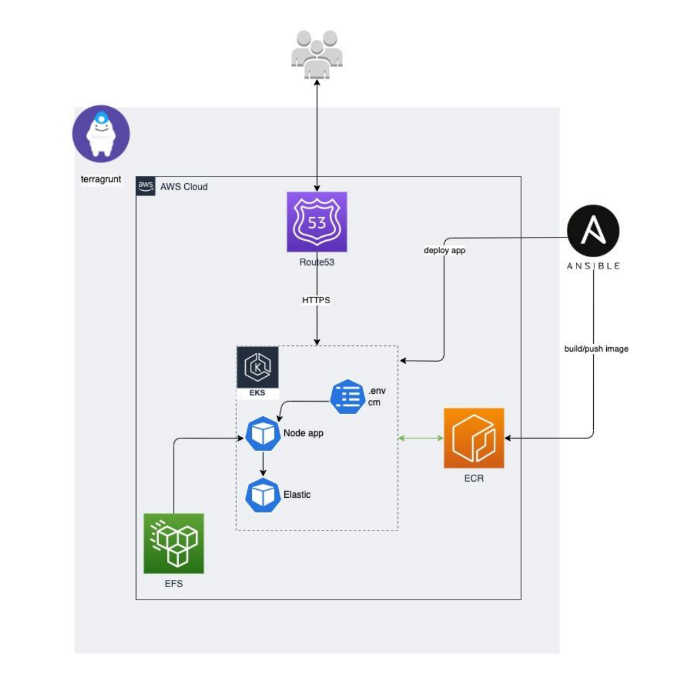 terragrunt
aws
AWS Cloud
53
Route53
deploy app
ANSIBLE
HTTPS
build/push image
K
EKS
.env
cm
Node app
Elastic
ECR
EFS